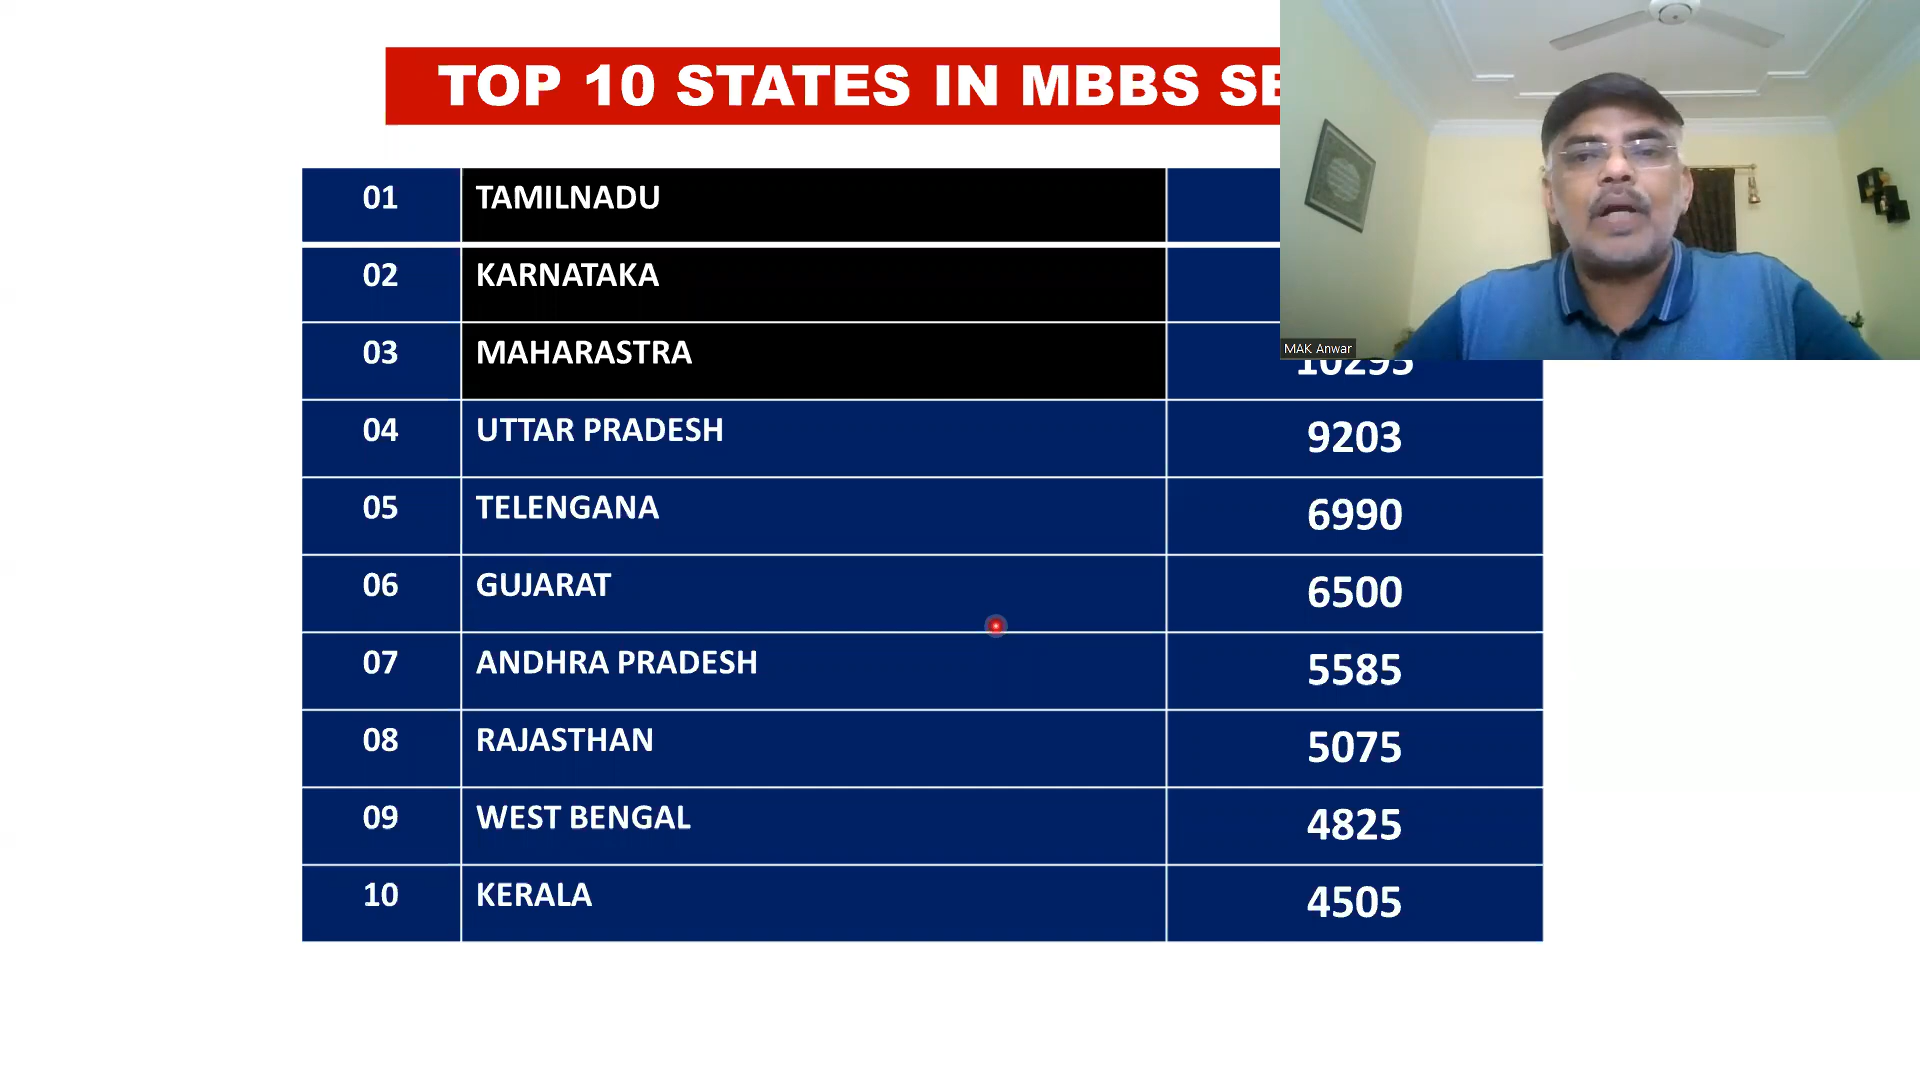 TOP 10 STATES IN MBBS
01 TAMILNADU
02 KARNATAKA
03 MAHARASTRA 10295
04 UTTAR PRADESH 9203
05 TELENGANA 6990
06 GUJARAT 6500
07 ANDHRA PRADESH 5585
08 RAJASTHAN 5075
09 WEST BENGAL 4825
10 KERALA 4505
MAK Anwar